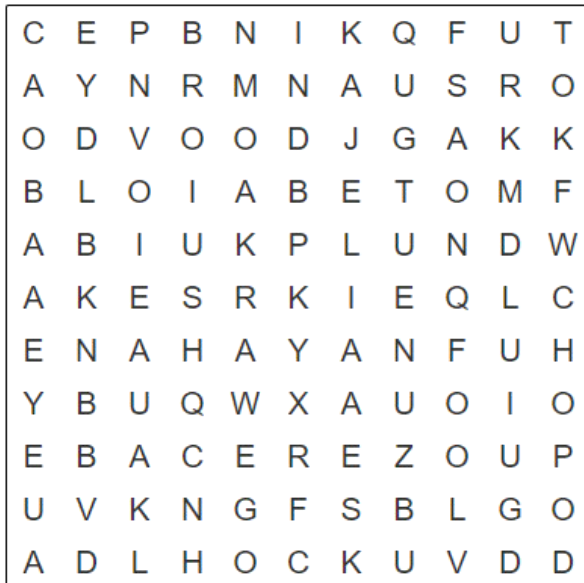 C E P B N I K Q F U T
A Y N R M N A U S R O
O D V O O D J G A K K
B L O I A B E T O M F
A B I U K P L U N D W
A K E S R K I E Q L C
E N A H A Y A N F U H
Y B U Q W X A U O I O
E B A C E R E Z O U P
U V K N G F S B L G O
A D L H O C K U V D D